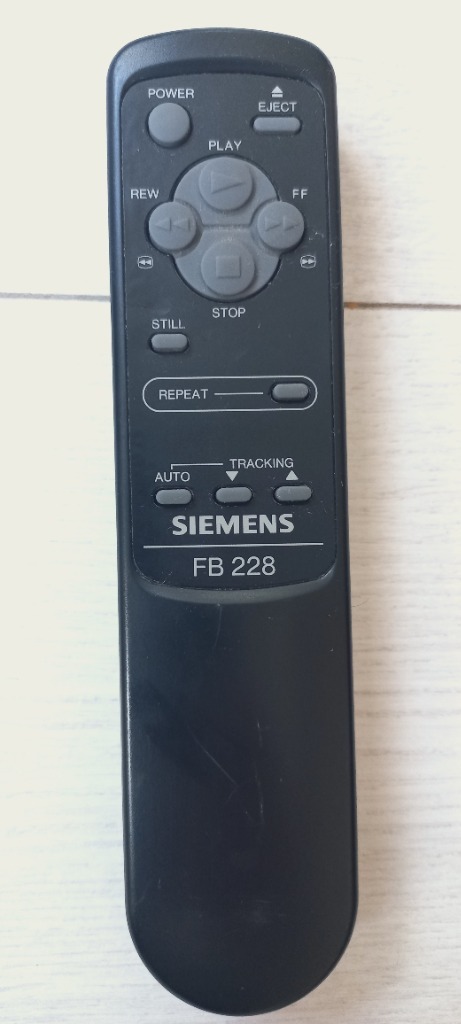 POWER
EJECT
PLAY
REW
FF
STOP
STILL
REPEAT
TRACKING
AUTO
SIEMENS
FB 228